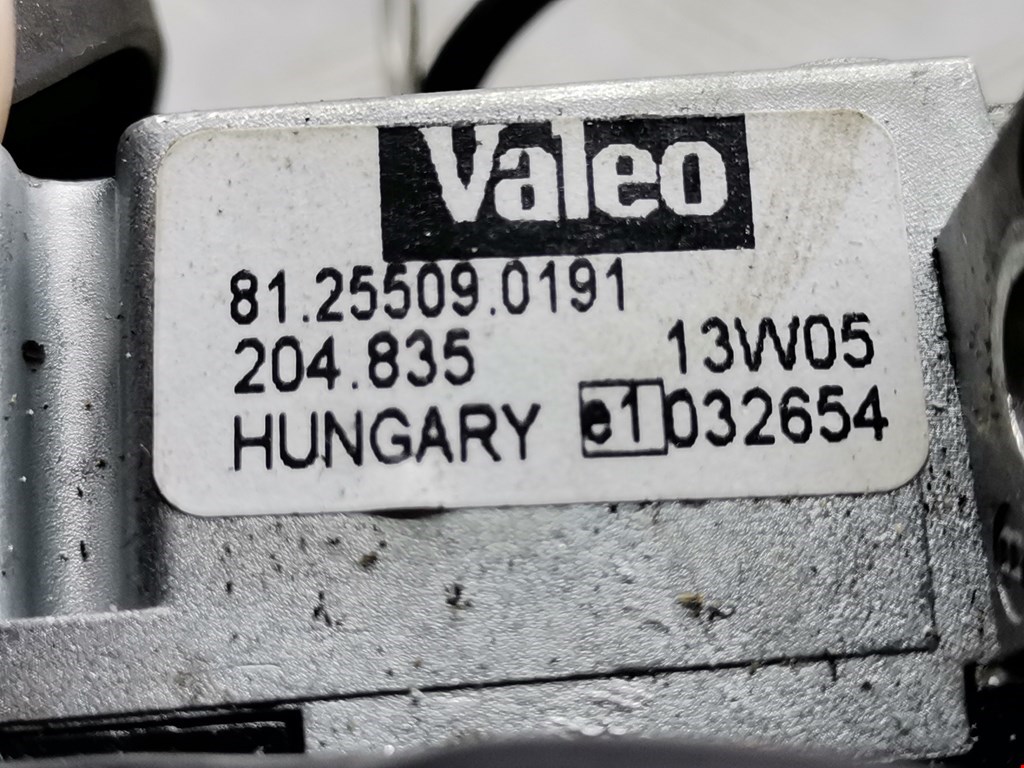 Valeo
81.25509.0191
204.835 13W05
HUNGARY e1 032654